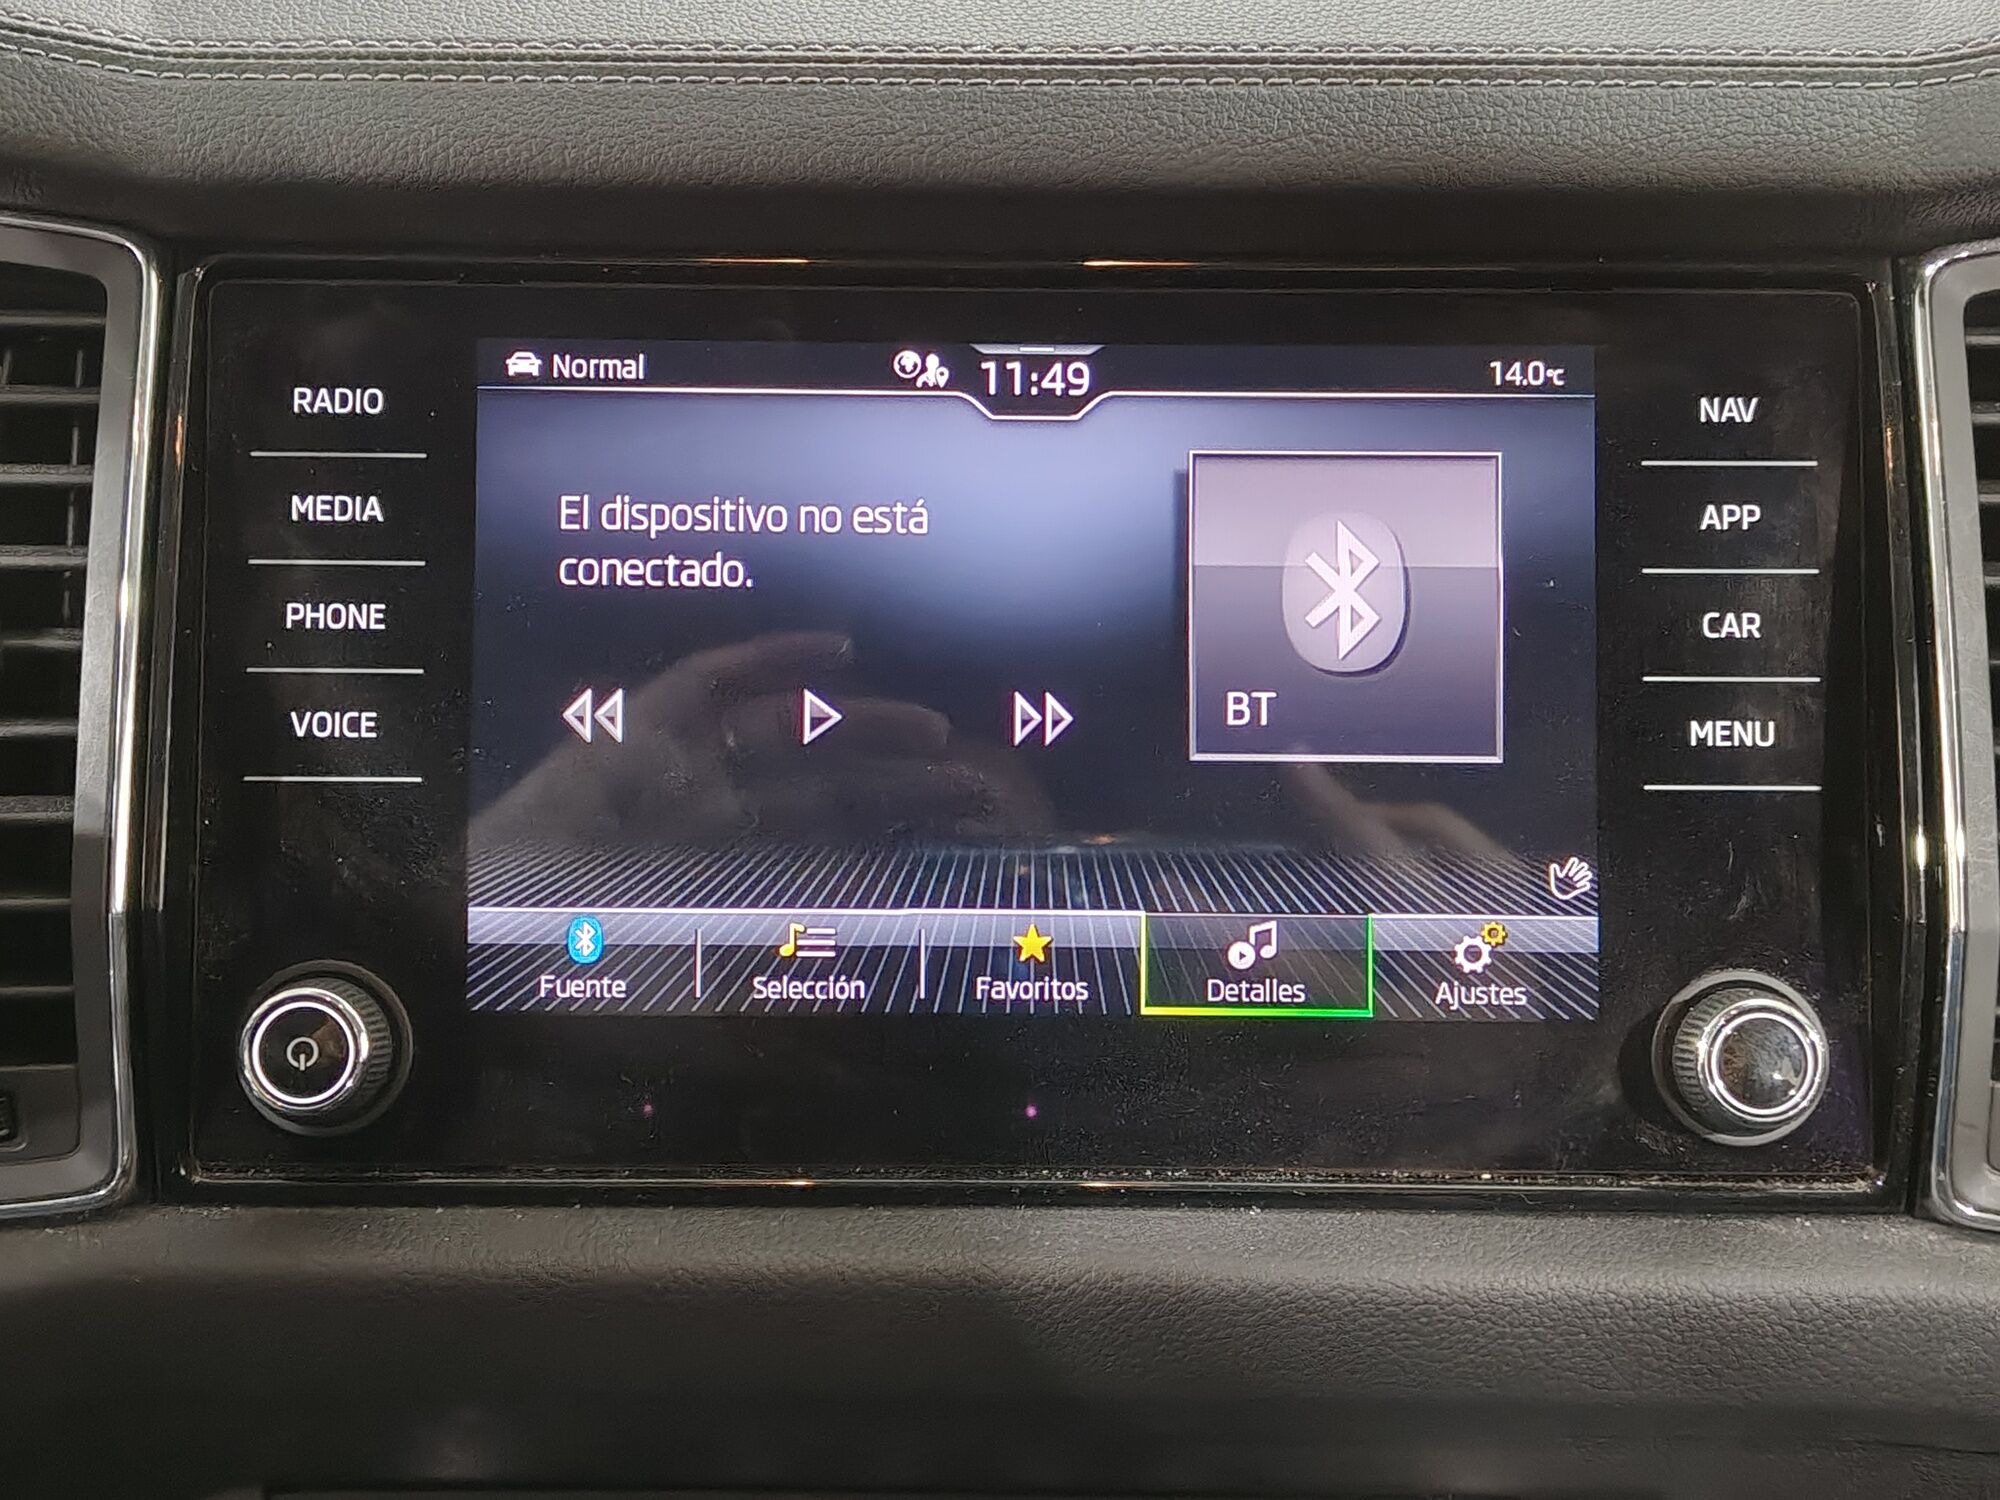 Normal
11:49
14.0°C
RADIO
MEDIA
PHONE
VOICE
El dispositivo no está
conectado.
BT
NAV
APP
CAR
MENU
Fuente
Selección
Favoritos
Detalles
Ajustes